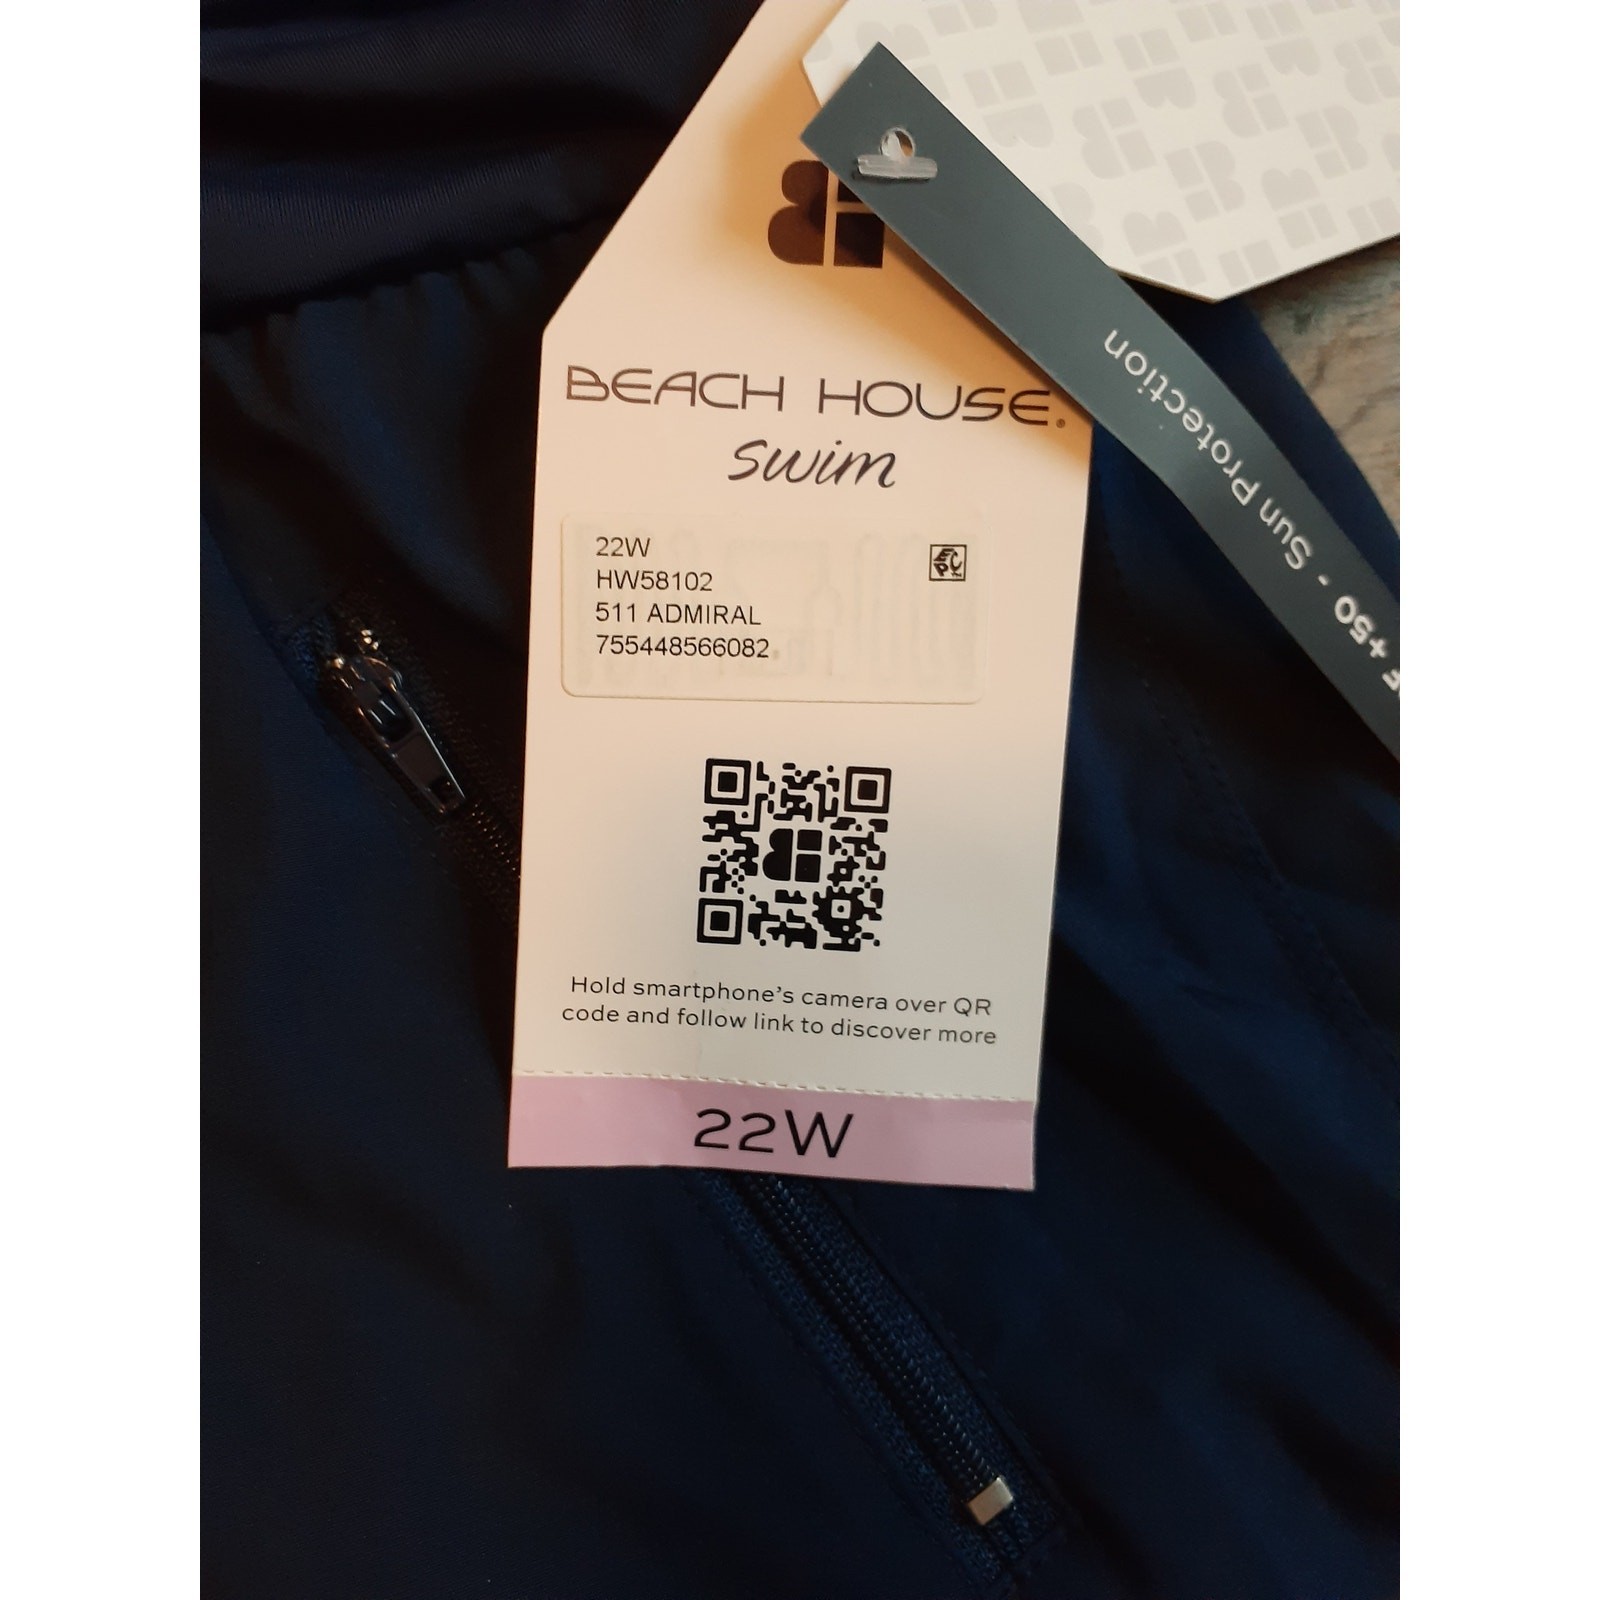 BEACH HOUSE®
swim
22W
HW58102
511 ADMIRAL
755448566082
Hold smartphone's camera over QR
code and follow link to discover more
22W
F +50 · Sun Protection